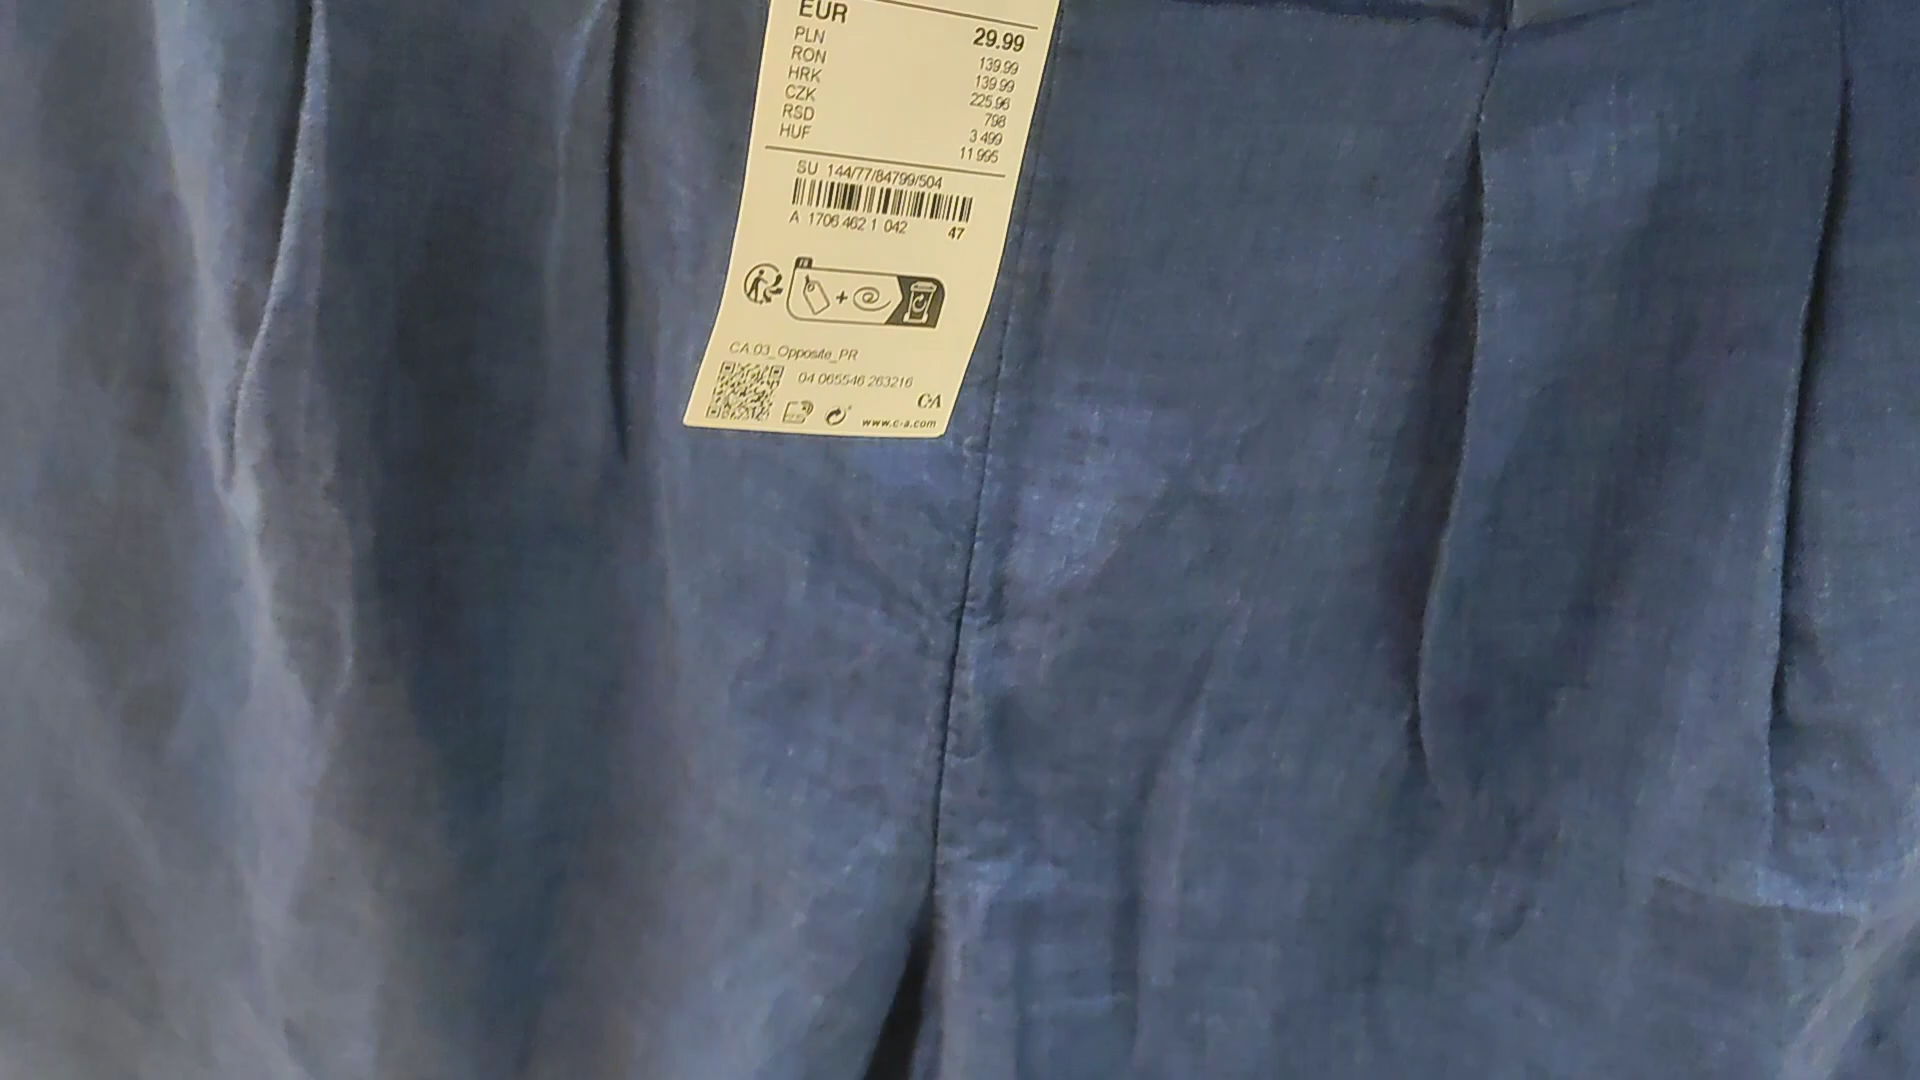 EUR 29.99
PLN 139.99
RON 139.99
HRK 225.96
CZK 798
RSD 3 499
HUF 11 995
SU 144/77/84799/504
A 1706 462 1 042 47
FR
CA.03_Opposite_PR
04 065546 263216
C&A
www.c-a.com